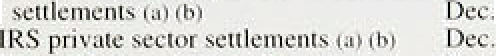 settlements (a) (b) Dec.
IRS private sector settlements (a) (b) Dec